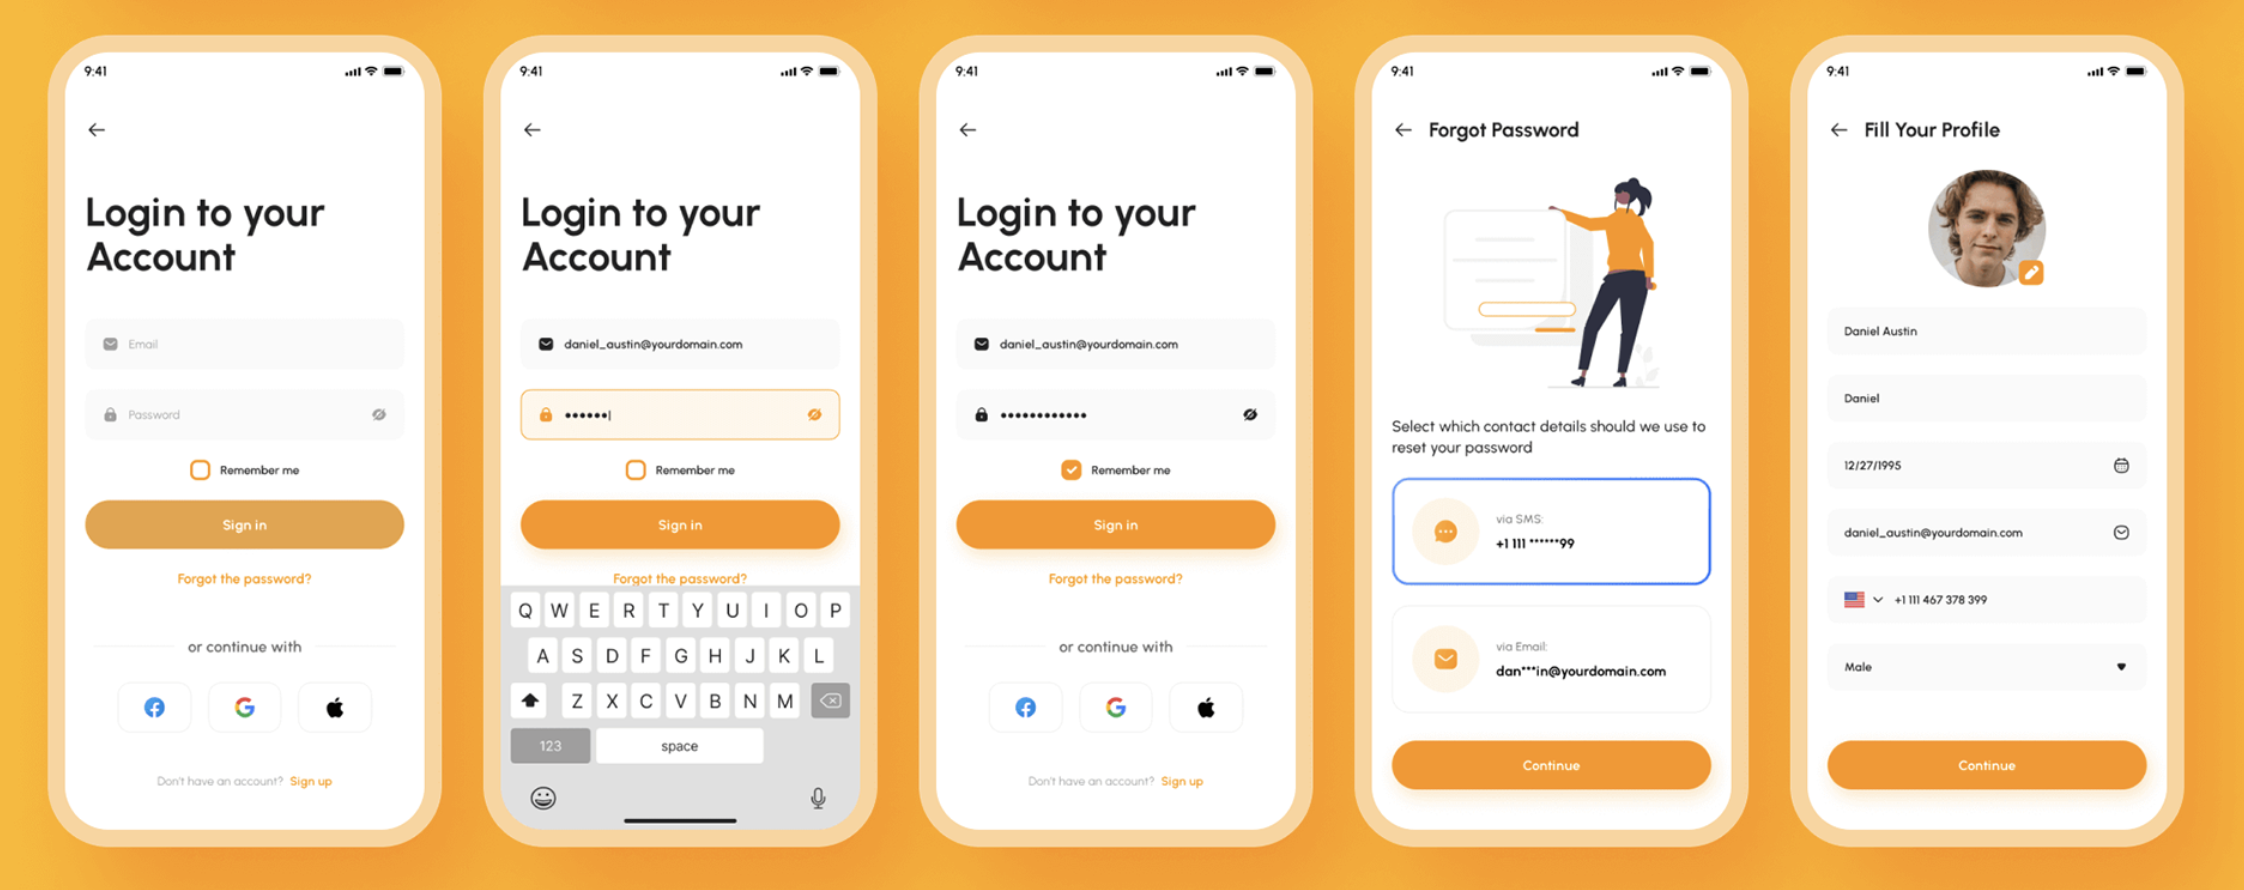 9:41
Login to your
Account
Email
Password
Remember me
Sign in
Forgot the password?
or continue with
Don't have an account? Sign up
9:41
Login to your
Account
daniel_austin@yourdomain.com
••••••
Remember me
Sign in
Forgot the password?
Q W E R T Y U I O P
A S D F G H J K L
Z X C V B N M
123 space
9:41
Login to your
Account
daniel_austin@yourdomain.com
••••••••••••
Remember me
Sign in
Forgot the password?
or continue with
Don't have an account? Sign up
9:41
Forgot Password
Select which contact details should we use to
reset your password
via SMS:
+1 111 ******99
via Email:
dan***in@yourdomain.com
Continue
9:41
Fill Your Profile
Daniel Austin
Daniel
12/27/1995
daniel_austin@yourdomain.com
+1 111 467 378 399
Male
Continue